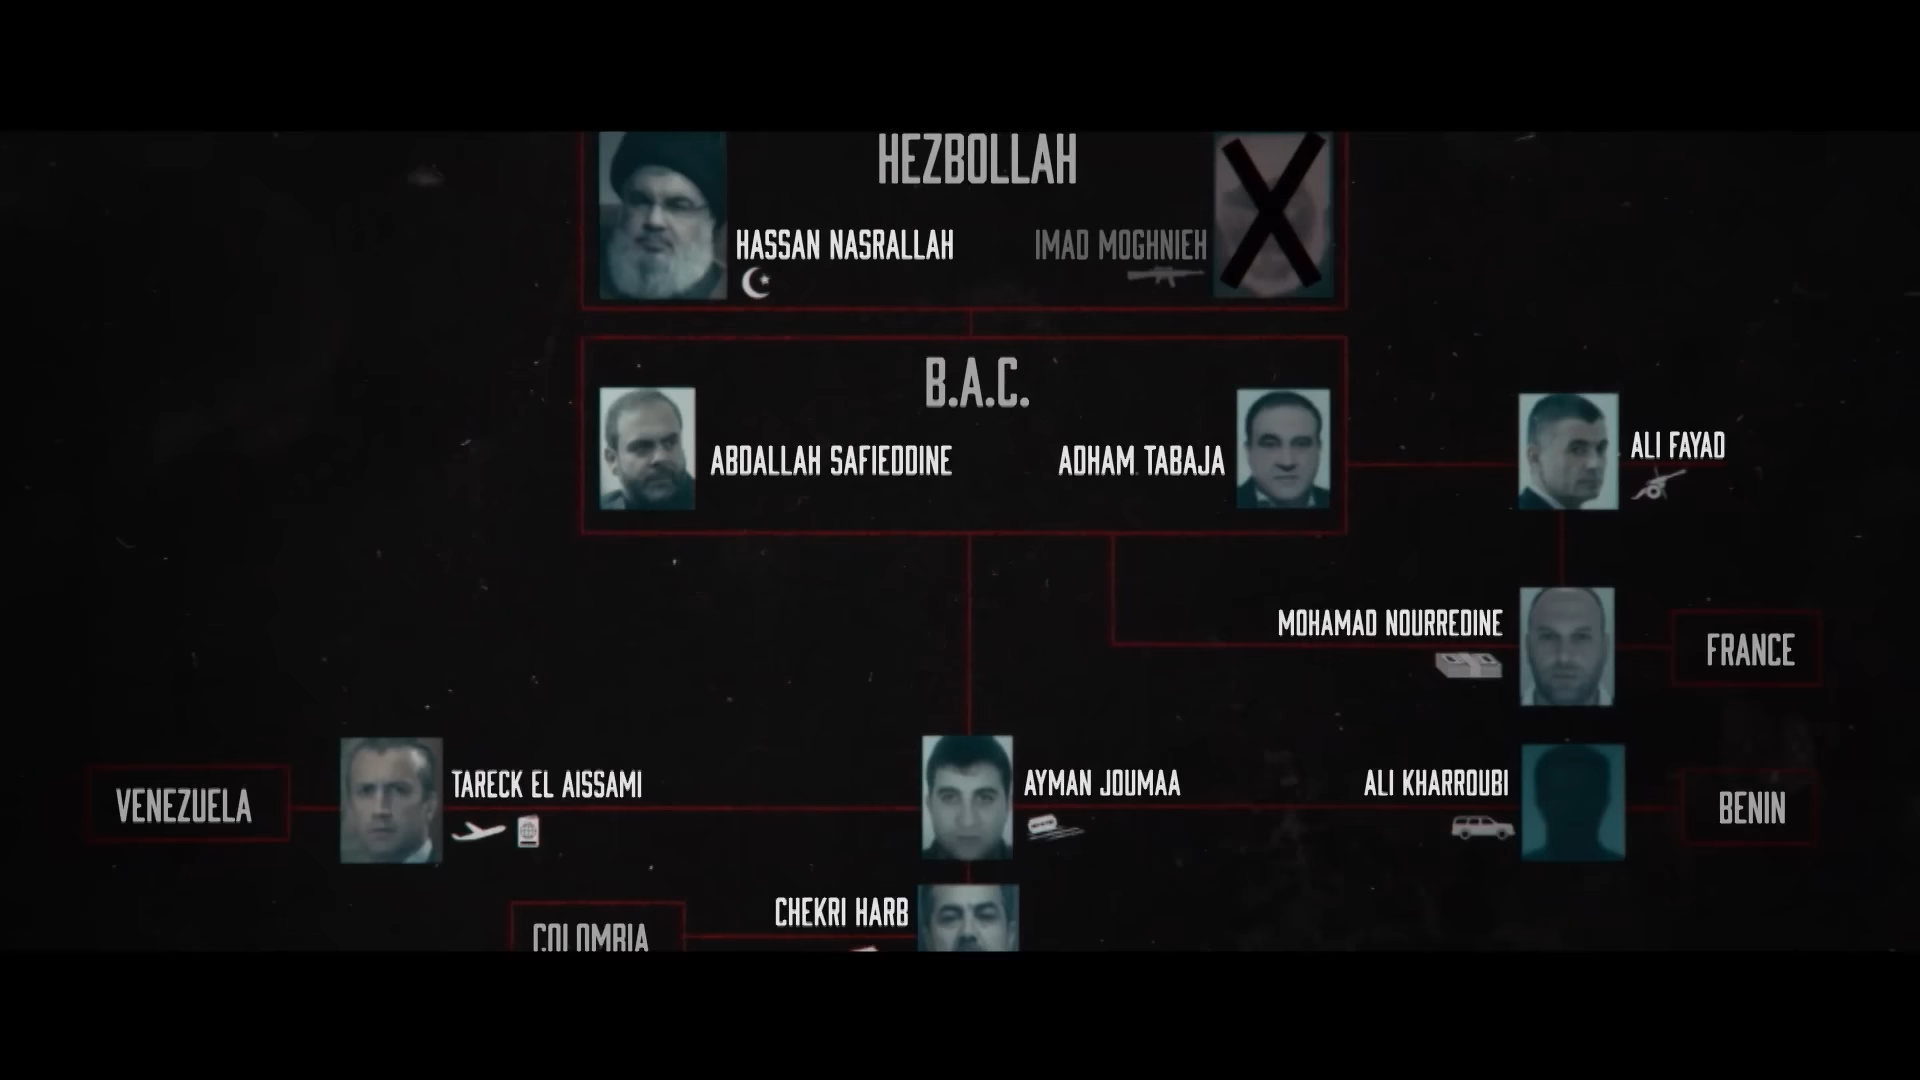 HEZBOLLAH
HASSAN NASRALLAH
IMAD MOGHNIEH
B.A.C.
ABDALLAH SAFIEDDINE
ADHAM TABAJA
ALI FAYAD
MOHAMAD NOURREDINE
FRANCE
VENEZUELA
TARECK EL AISSAMI
AYMAN JOUMAA
ALI KHARROUBI
BENIN
COLOMBIA
CHEKRI HARB